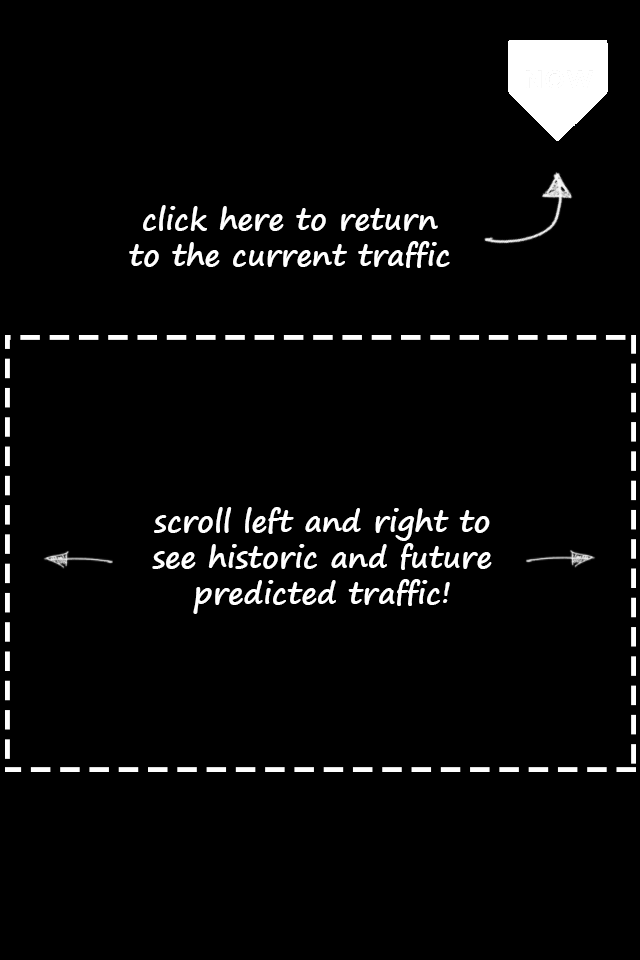 click here to return
to the current traffic
scroll left and right to
see historic and future
predicted traffic!